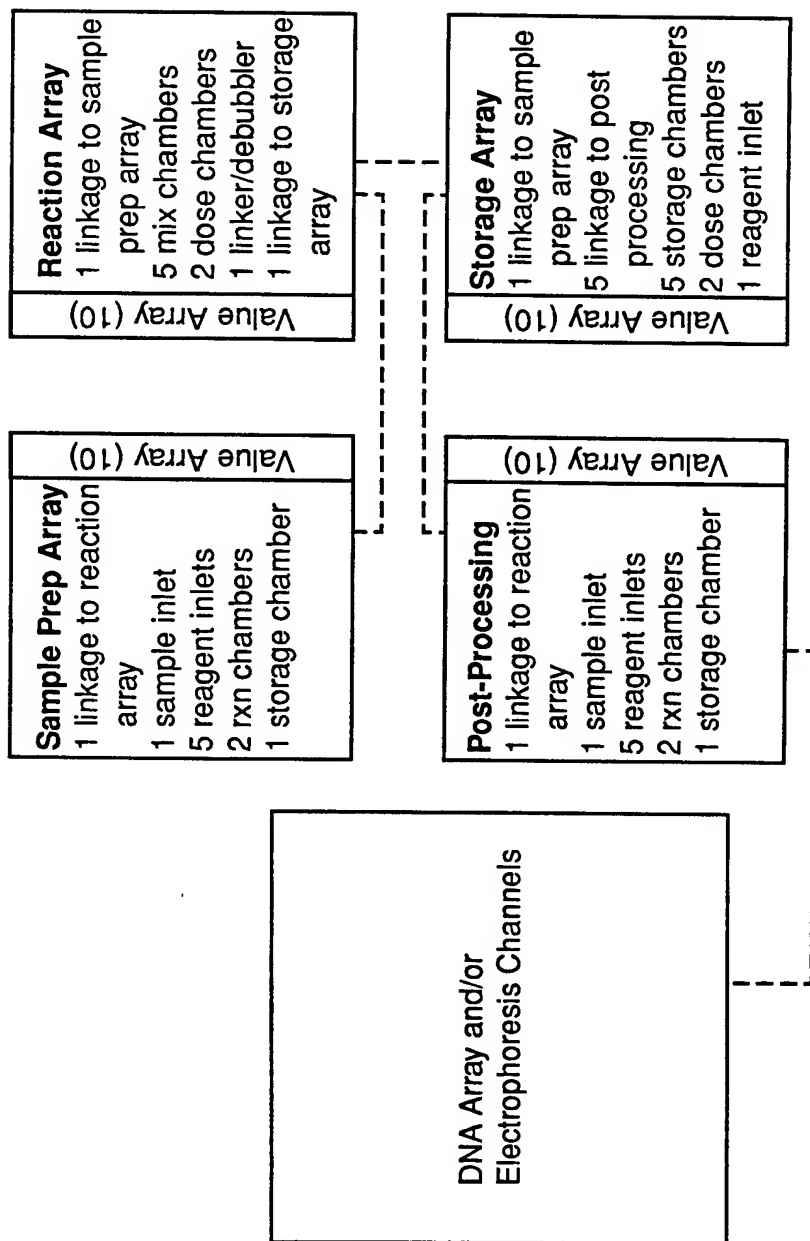 Sample Prep Array
1 linkage to reaction
array
1 sample inlet
5 reagent inlets
2 rxn chambers
1 storage chamber
Value Array (10)
Value Array (10)
Reaction Array
1 linkage to sample
prep array
5 mix chambers
2 dose chambers
1 linker/debubbler
1 linkage to storage
array
DNA Array and/or
Electrophoresis Channels
Post-Processing
1 linkage to reaction
array
1 sample inlet
5 reagent inlets
2 rxn chambers
1 storage chamber
Value Array (10)
Value Array (10)
Storage Array
1 linkage to sample
prep array
5 linkage to post
processing
5 storage chambers
2 dose chambers
1 reagent inlet